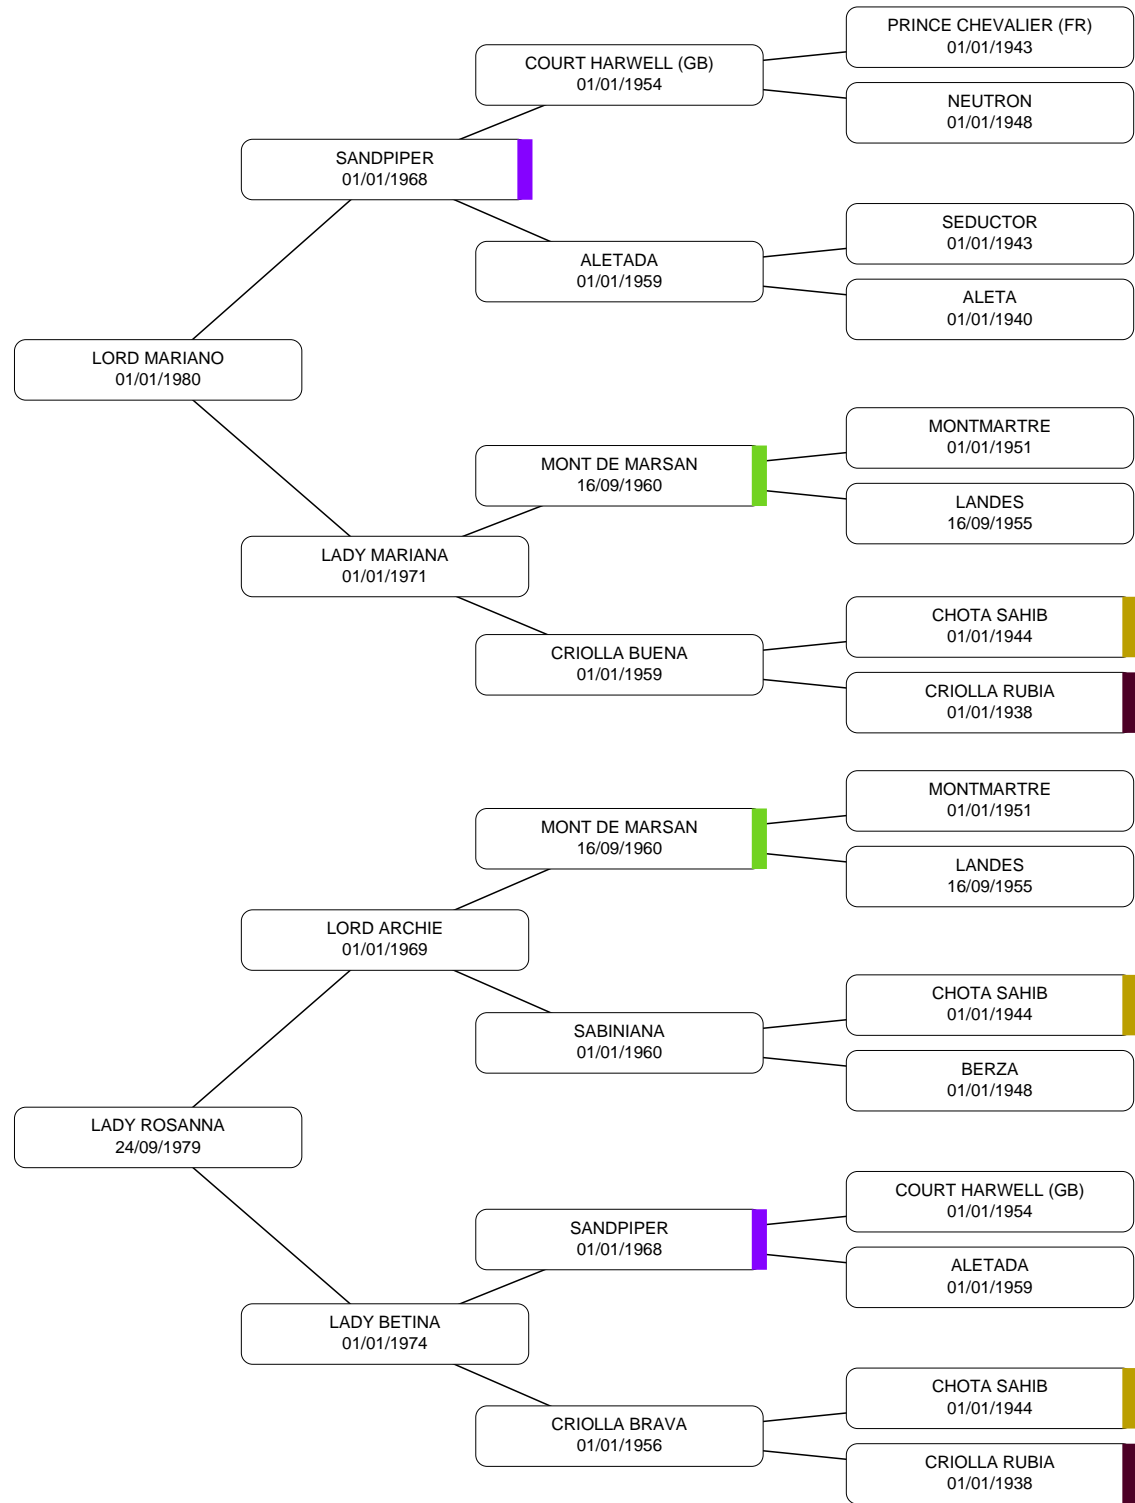 PRINCE CHEVALIER (FR)
01/01/1943
COURT HARWELL (GB)
01/01/1954
NEUTRON
01/01/1948
SANDPIPER
01/01/1968
SEDUCTOR
01/01/1943
ALETADA
01/01/1959
ALETA
01/01/1940
LORD MARIANO
01/01/1980
MONTMARTRE
01/01/1951
MONT DE MARSAN
16/09/1960
LANDES
16/09/1955
LADY MARIANA
01/01/1971
CHOTA SAHIB
01/01/1944
CRIOLLA BUENA
01/01/1959
CRIOLLA RUBIA
01/01/1938
MONTMARTRE
01/01/1951
MONT DE MARSAN
16/09/1960
LANDES
16/09/1955
LORD ARCHIE
01/01/1969
CHOTA SAHIB
01/01/1944
SABINIANA
01/01/1960
BERZA
01/01/1948
LADY ROSANNA
24/09/1979
COURT HARWELL (GB)
01/01/1954
SANDPIPER
01/01/1968
ALETADA
01/01/1959
LADY BETINA
01/01/1974
CHOTA SAHIB
01/01/1944
CRIOLLA BRAVA
01/01/1956
CRIOLLA RUBIA
01/01/1938